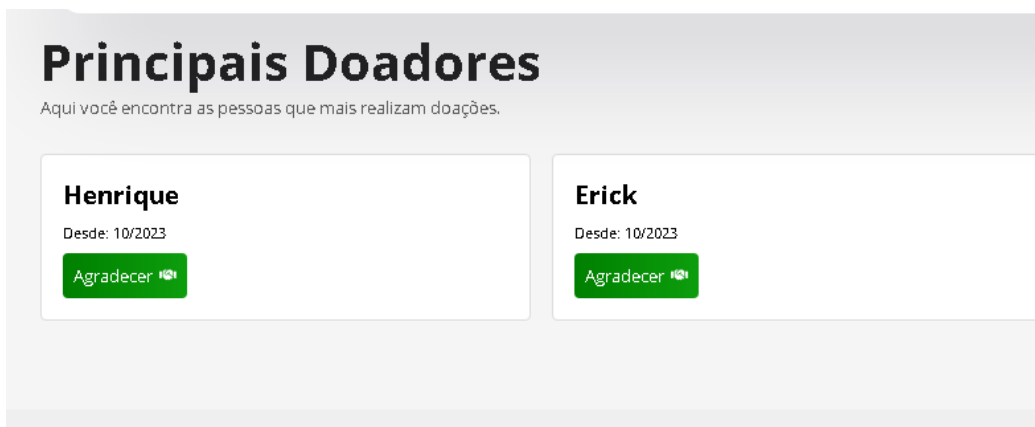 Principais Doadores
Aqui você encontra as pessoas que mais realizam doações.
Henrique
Desde: 10/2023
Agradecer
Erick
Desde: 10/2023
Agradecer